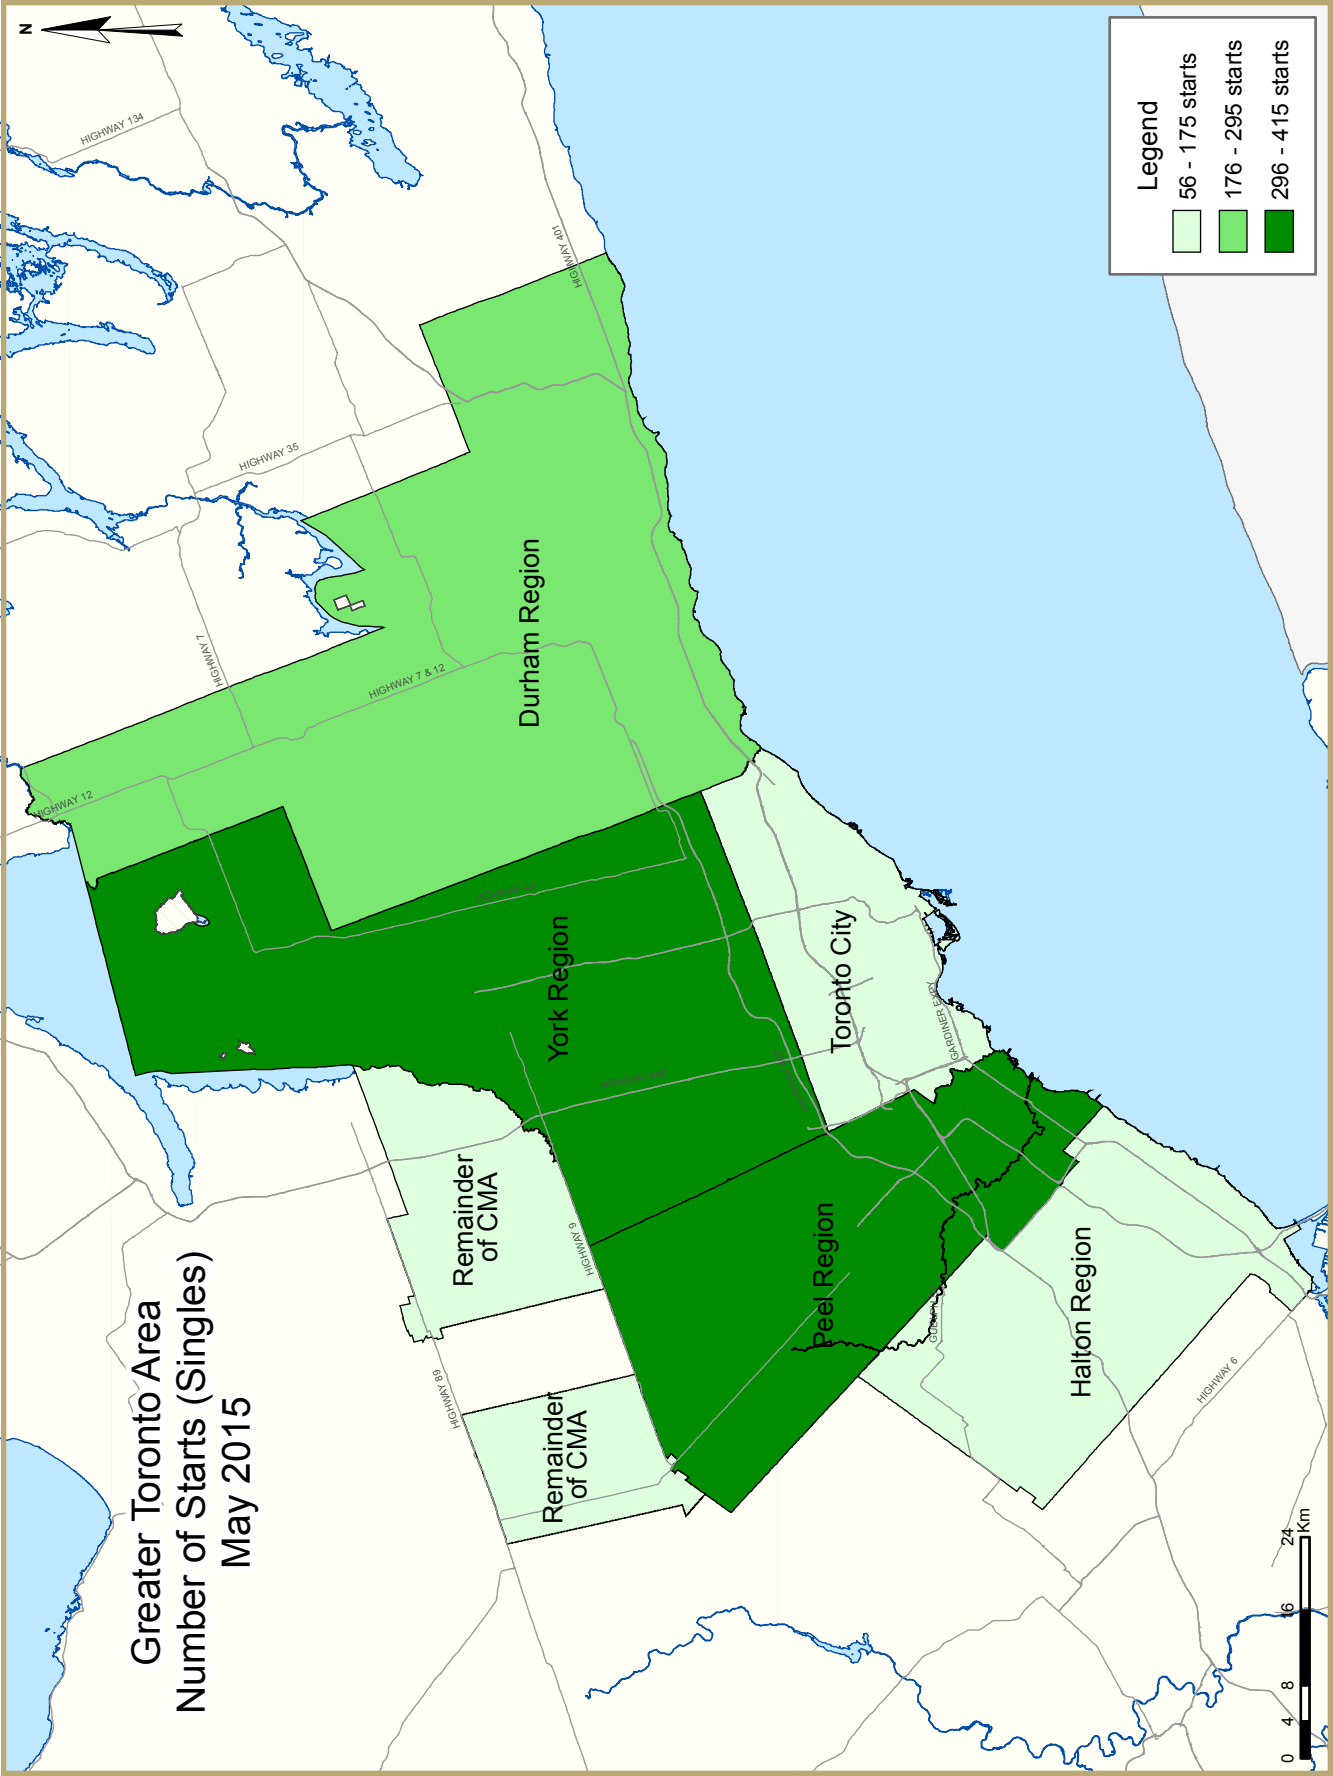 Greater Toronto Area
Number of Starts (Singles)
May 2015
N
HIGHWAY 134
HIGHWAY 401
HIGHWAY 35
HIGHWAY 7
HIGHWAY 7 & 12
HIGHWAY 12
Durham Region
York Region
Toronto City
GARDINER EXPY
Remainder
of CMA
HIGHWAY 9
Peel Region
HIGHWAY 89
Remainder
of CMA
Halton Region
HIGHWAY 6
Legend
56 - 175 starts
176 - 295 starts
296 - 415 starts
0 4 8 16 24
Km